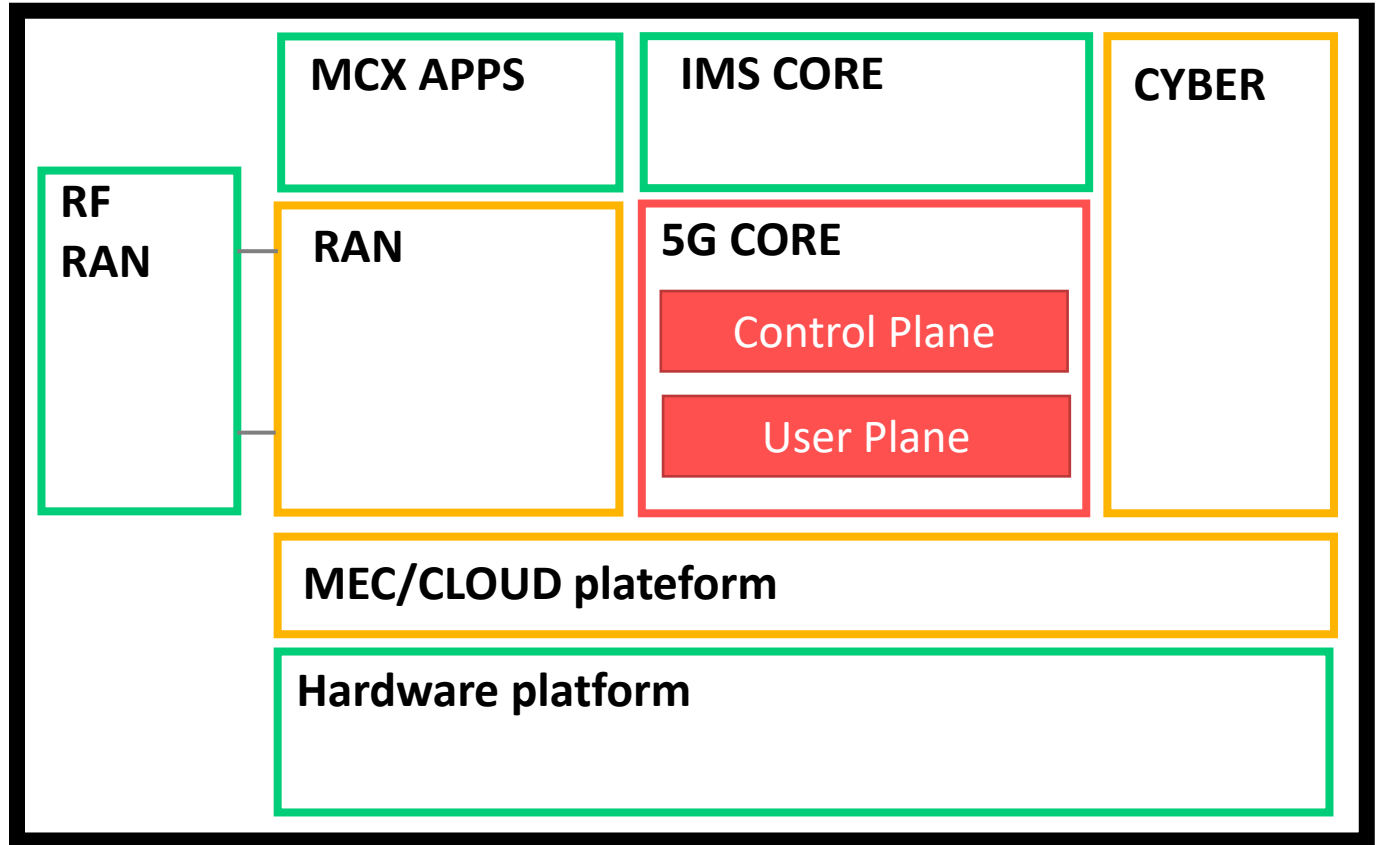 MCX APPS
IMS CORE
CYBER
RF
RAN
RAN
5G CORE
Control Plane
User Plane
MEC/CLOUD plateform
Hardware platform